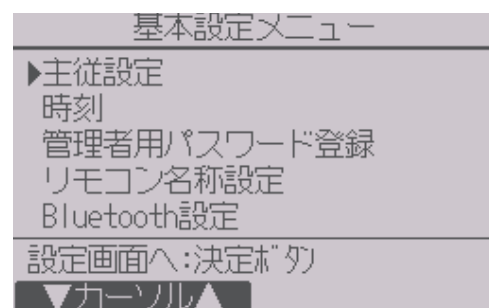 基本設定メニュー
▶主従設定
時刻
管理者用パスワード登録
リモコン名称設定
Bluetooth設定
設定画面へ:決定ﾎﾞﾀﾝ
▼カーソル▲